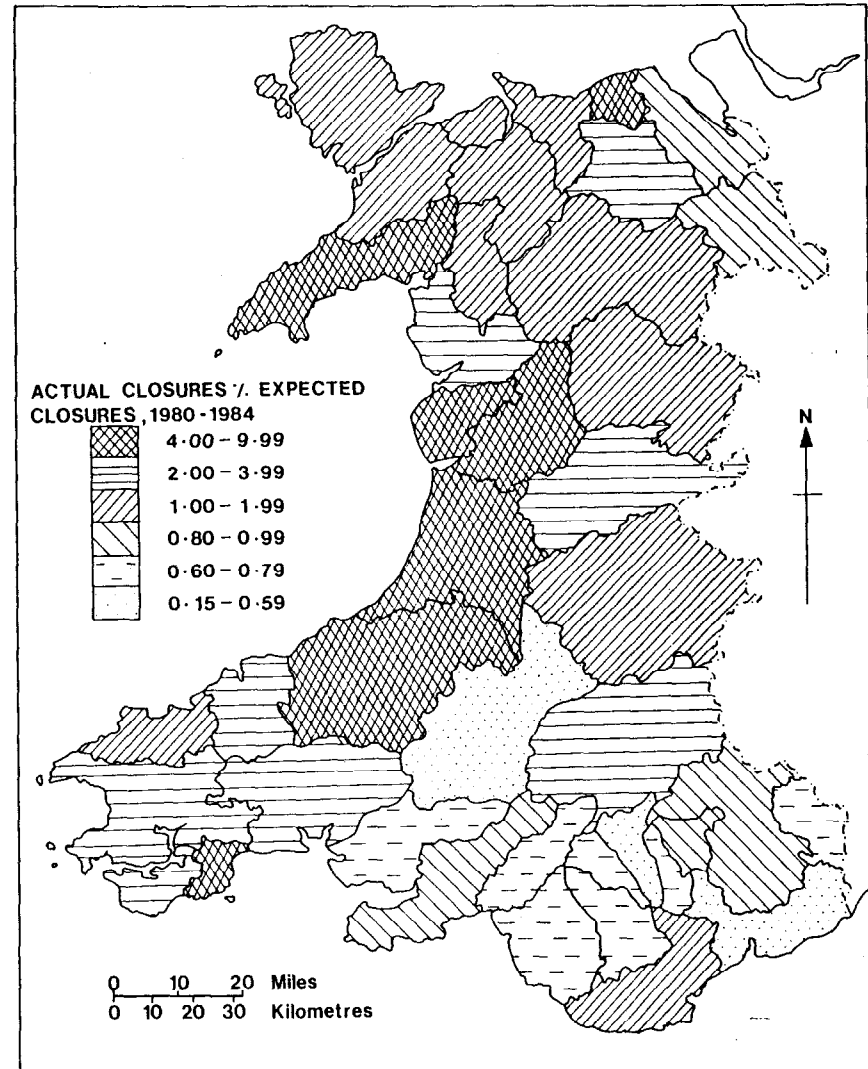 ACTUAL CLOSURES ٪ EXPECTED
CLOSURES, 1980-1984
4·00-9·99
2·00-3·99
1·00-1·99
0·80-0·99
0·60-0·79
0·15-0·59
N
0 10 20 Miles
0 10 20 30 Kilometres